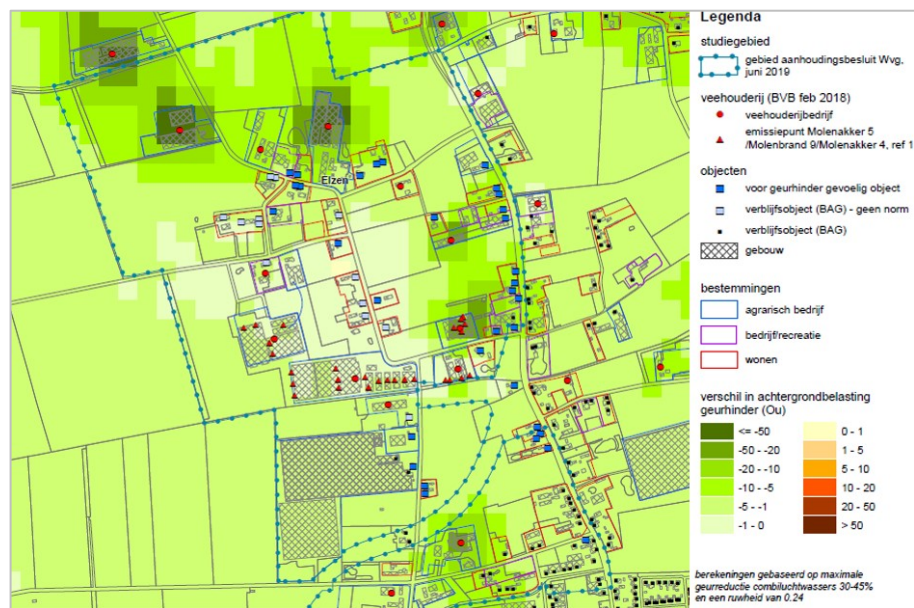 Elzen
Legenda
studiegebied
gebied aanhoudingsbesluit Wvg,
juni 2019
veehouderij (BVB feb 2018)
veehouderijbedrijf
emissiepunt Molenakker 5
/Molenbrand 9/Molenakker 4, ref 1
objecten
voor geurhinder gevoelig object
verblijfsobject (BAG) - geen norm
verblijfsobject (BAG)
gebouw
bestemmingen
agrarisch bedrijf
bedrijf/recreatie
wonen
verschil in achtergrondbelasting
geurhinder (Ou)
<= -50
-50 - -20
-20 - -10
-10 - -5
-5 - -1
-1 - 0
0 - 1
1 - 5
5 - 10
10 - 20
20 - 50
> 50
berekeningen gebaseerd op maximale
geurreductie combiluchtwassers 30-45%
en een ruwheid van 0.24